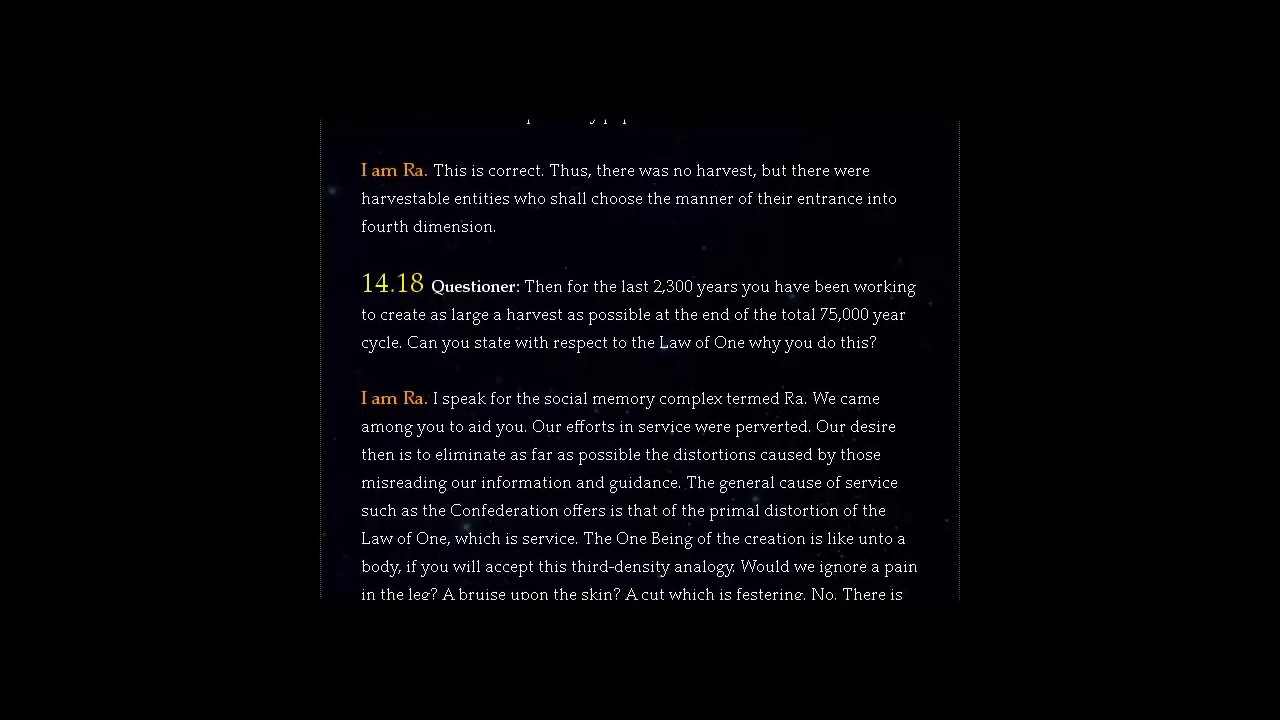 I am Ra. This is correct. Thus, there was no harvest, but there were
harvestable entities who shall choose the manner of their entrance into
fourth dimension.
14.18 Questioner: Then for the last 2,300 years you have been working
to create as large a harvest as possible at the end of the total 75,000 year
cycle. Can you state with respect to the Law of One why you do this?
I am Ra. I speak for the social memory complex termed Ra. We came
among you to aid you. Our efforts in service were perverted. Our desire
then is to eliminate as far as possible the distortions caused by those
misreading our information and guidance. The general cause of service
such as the Confederation offers is that of the primal distortion of the
Law of One, which is service. The One Being of the creation is like unto a
body, if you will accept this third-density analogy. Would we ignore a pain
in the leg? A bruise upon the skin? A cut which is festering. No. There is